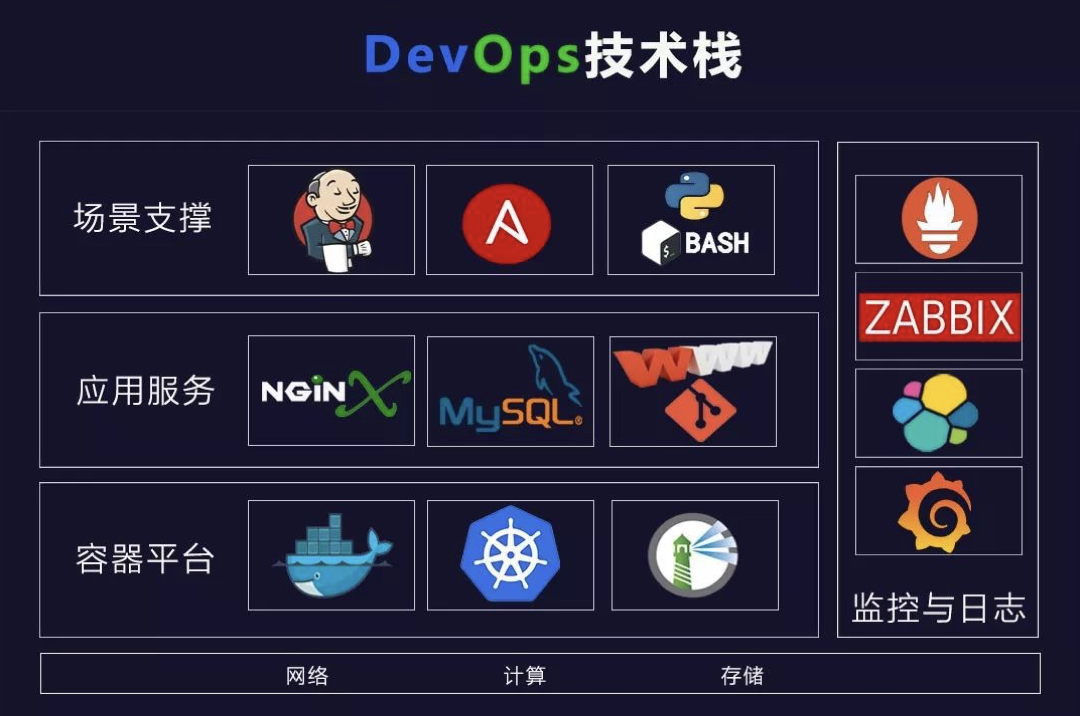 DevOps技术栈
场景支撑
BASH
应用服务
NGiNX
MySQL®
WWW
容器平台
ZABBIX
监控与日志
网络 计算 存储